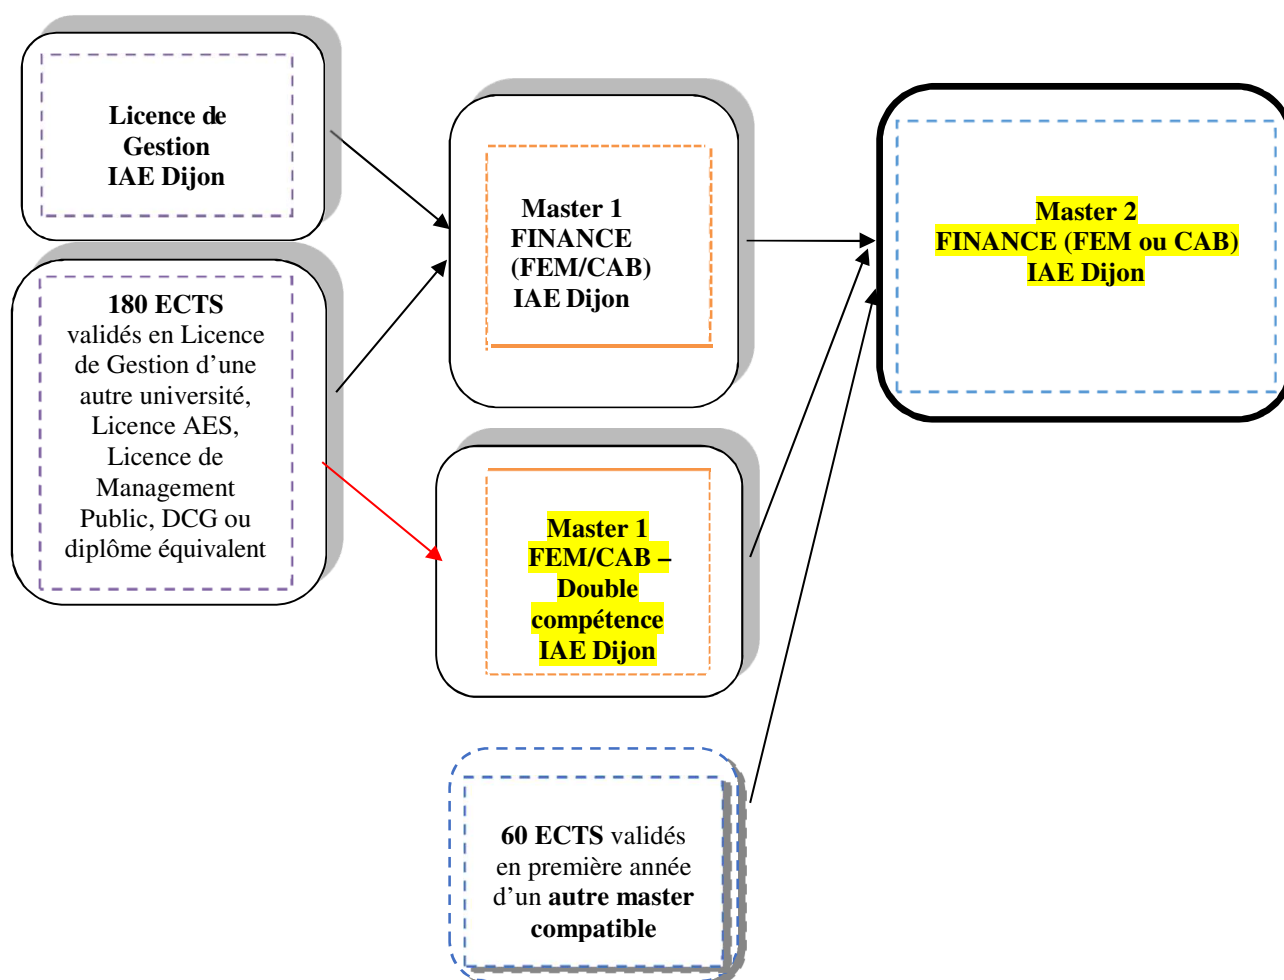 Licence de
Gestion
IAE Dijon
180 ECTS
validés en Licence
de Gestion d’une
autre université,
Licence AES,
Licence de
Management
Public, DCG ou
diplôme équivalent
Master 1
FINANCE
(FEM/CAB)
IAE Dijon
Master 1
FEM/CAB –
Double
compétence
IAE Dijon
60 ECTS validés
en première année
d’un autre master
compatible
Master 2
FINANCE (FEM ou CAB)
IAE Dijon